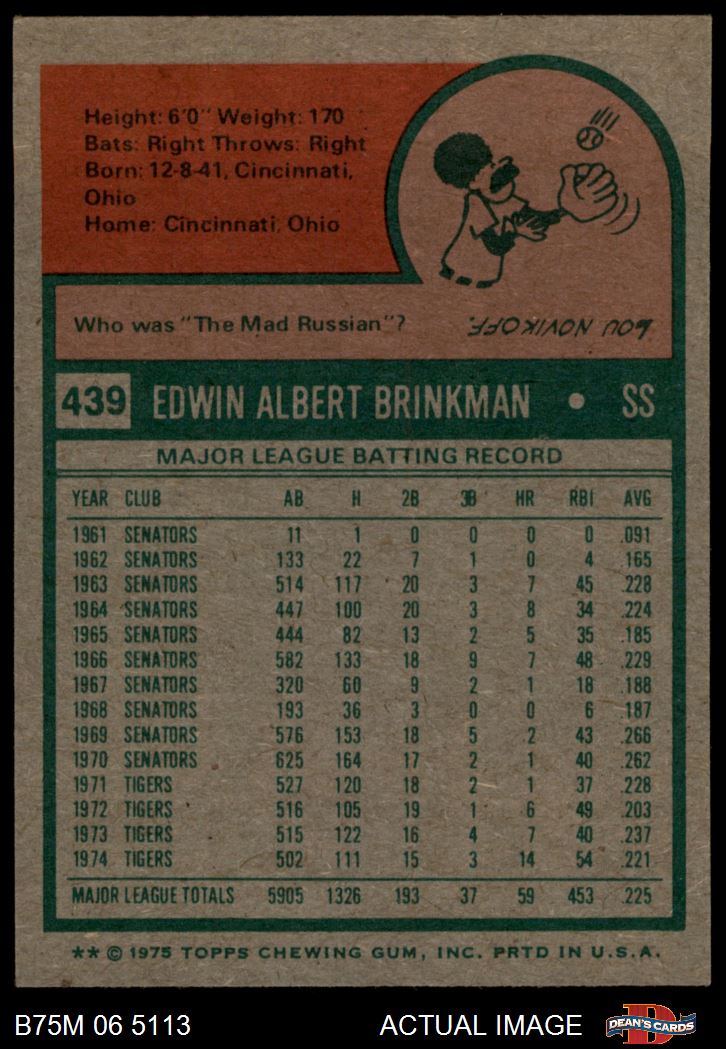 Height: 6'0" Weight: 170
Bats: Right Throws: Right
Born: 12-8-41, Cincinnati,
Ohio
Home: Cincinnati, Ohio
Who was "The Mad Russian"?
LOU NOVIKOFF.
439 EDWIN ALBERT BRINKMAN • SS
MAJOR LEAGUE BATTING RECORD
YEAR CLUB AB H 2B 3B HR RBI AVG
1961 SENATORS 11 1 0 0 0 0 .091
1962 SENATORS 133 22 7 1 0 4 .165
1963 SENATORS 514 117 20 3 7 45 .228
1964 SENATORS 447 100 20 3 8 34 .224
1965 SENATORS 444 82 13 2 5 35 .185
1966 SENATORS 582 133 18 9 7 48 .229
1967 SENATORS 320 60 9 2 1 18 .188
1968 SENATORS 193 36 3 0 0 6 .187
1969 SENATORS 576 153 18 5 2 43 .266
1970 SENATORS 625 164 17 2 1 40 .262
1971 TIGERS 527 120 18 2 1 37 .228
1972 TIGERS 516 105 19 1 6 49 .203
1973 TIGERS 515 122 16 4 7 40 .237
1974 TIGERS 502 111 15 3 14 54 .221
MAJOR LEAGUE TOTALS 5905 1326 193 37 59 453 .225
** © 1975 TOPPS CHEWING GUM, INC. PRTD IN U.S.A.
B75M 06 5113 ACTUAL IMAGE D DEAN'S CARDS